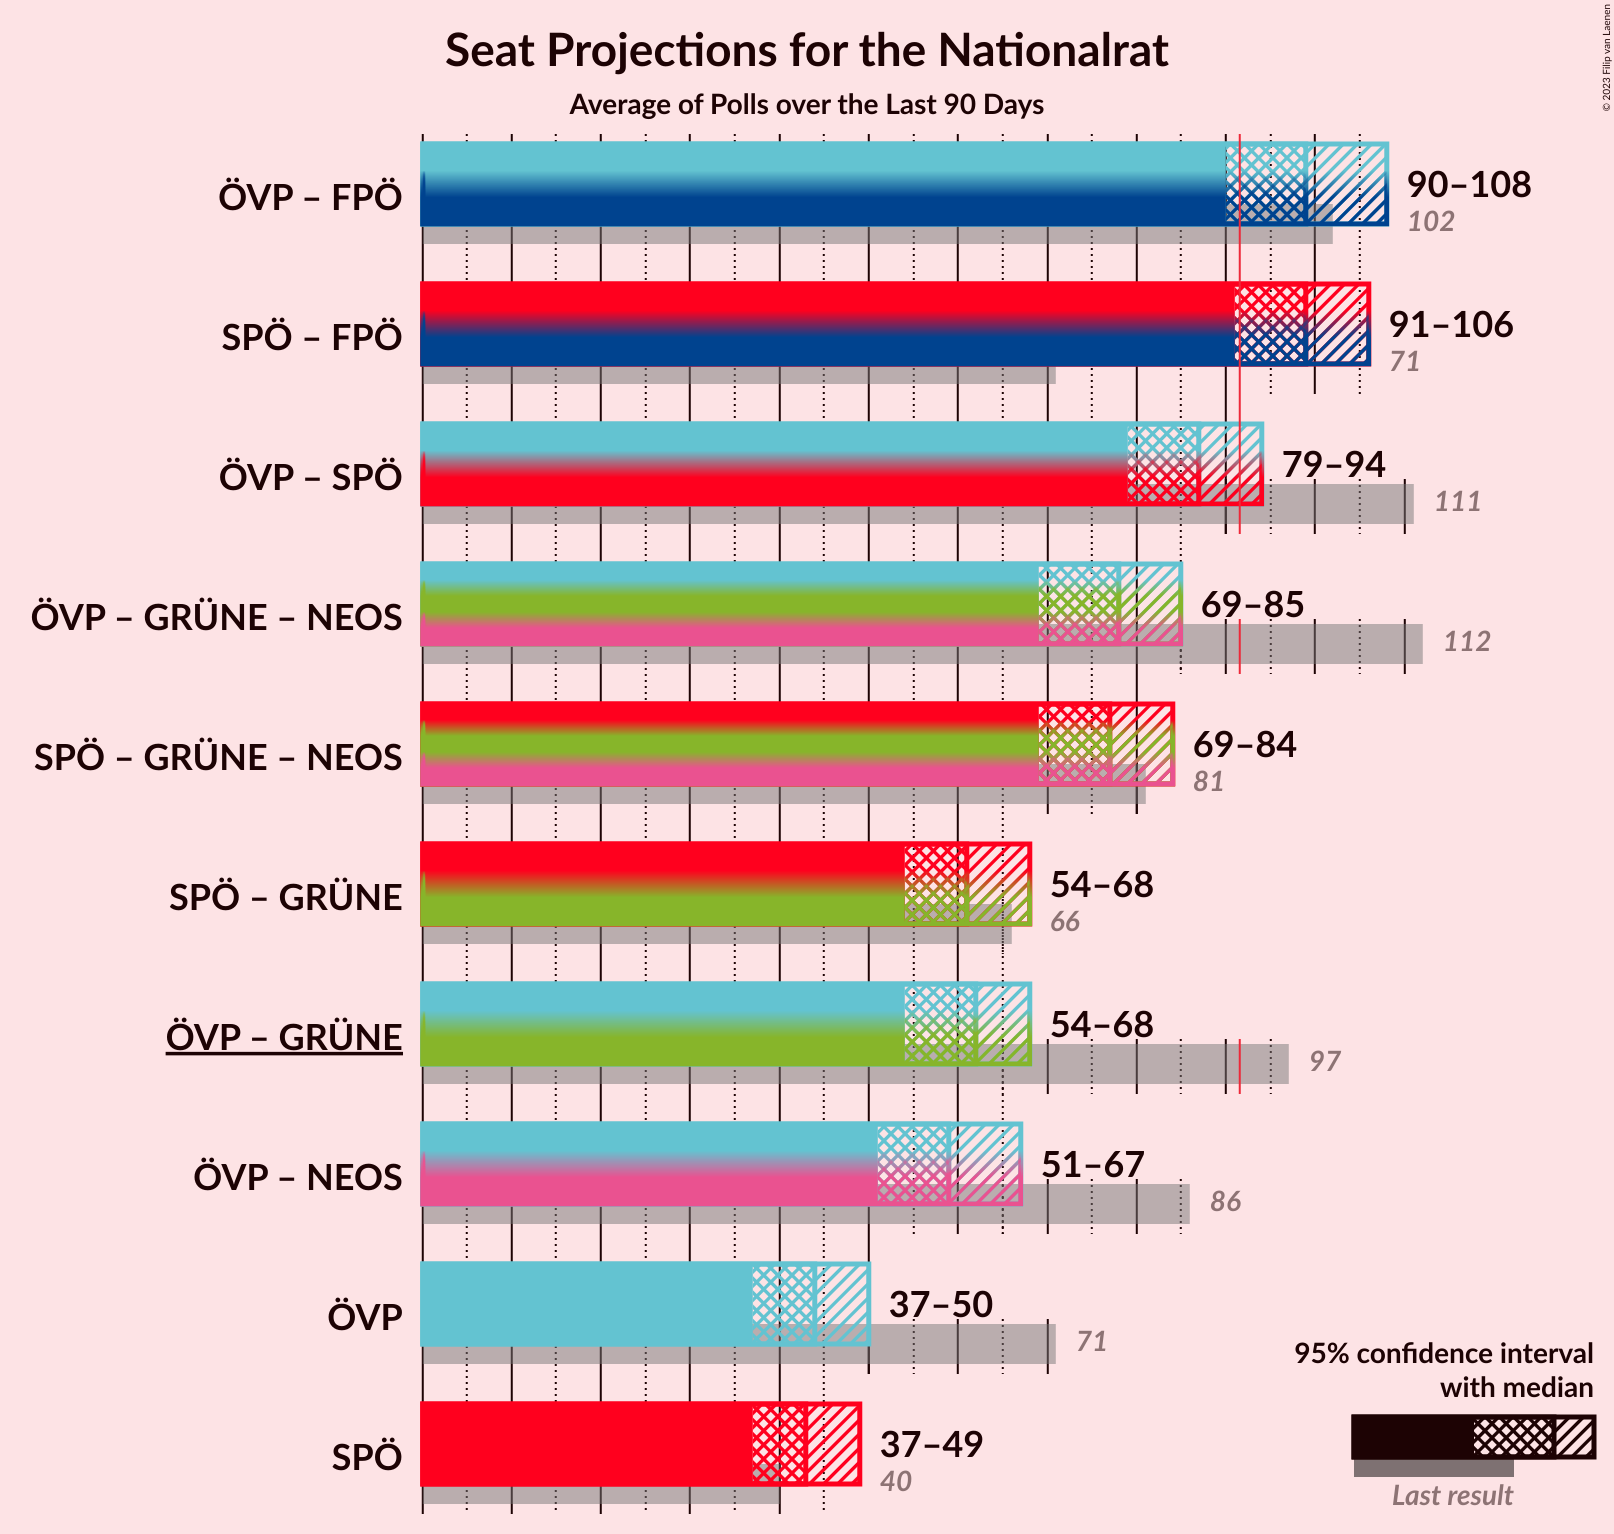 Seat Projections for the Nationalrat
Average of Polls over the Last 90 Days
© 2023 Filip van Laenen
ÖVP – FPÖ
90–108
102
SPÖ – FPÖ
91–106
71
ÖVP – SPÖ
79–94
111
ÖVP – GRÜNE – NEOS
69–85
112
SPÖ – GRÜNE – NEOS
69–84
81
SPÖ – GRÜNE
54–68
66
ÖVP – GRÜNE
54–68
97
ÖVP – NEOS
51–67
86
ÖVP
37–50
71
SPÖ
37–49
40
95% confidence interval
with median
Last result